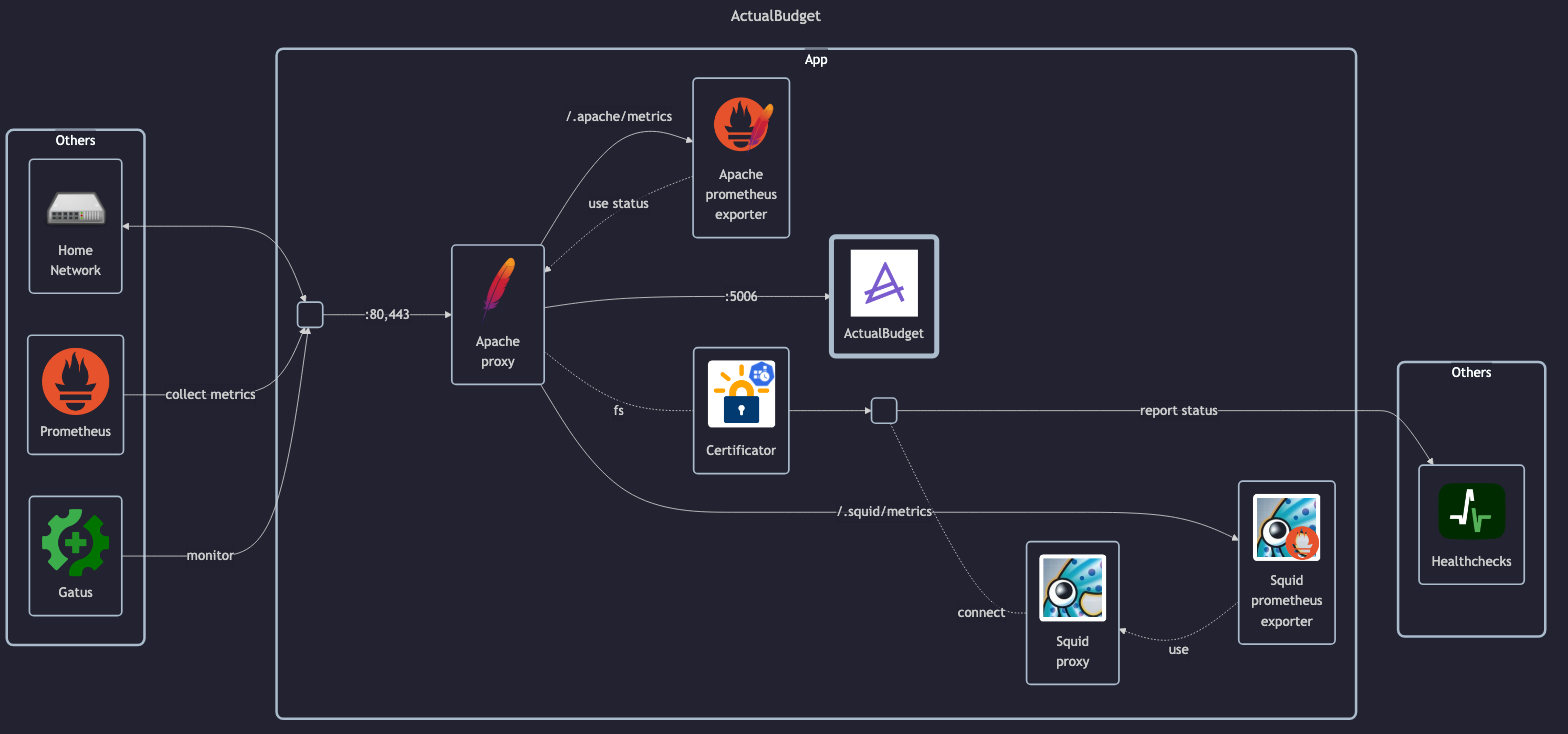 ActualBudget
App
Others
Home
Network
Prometheus
Gatus
collect metrics
monitor
:80,443
Apache
proxy
/.apache/metrics
use status
Apache
prometheus
exporter
:5006
ActualBudget
fs
Certificator
report status
/.squid/metrics
connect
Squid
proxy
use
Squid
prometheus
exporter
Others
Healthchecks